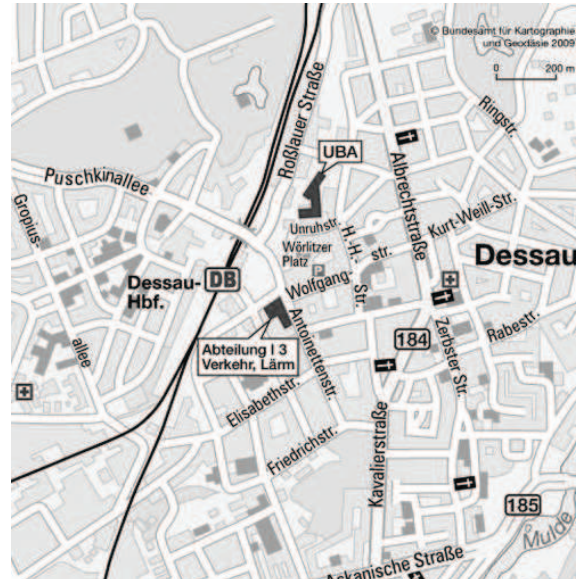 © Bundesamt für Kartographie
und Geodäsie 2009
0 200 m
Ringstr.
Roßlauer Straße
UBA
Albrechtstraße
Puschkinallee
Gropius-
allee
Unruhstr.
H.-H.-
Str.
Kurt-Weill-Str.
Wörlitzer
Platz
P
Wolfgang-
str.
Dessau
Dessau-
Hbf.
DB
Antoinettenstr.
Abteilung I 3
Verkehr, Lärm
184
Zerbster Str.
Rabestr.
Elisabethstr.
Friedrichstr.
Kavalierstraße
185
Mulde
Askanische Straße